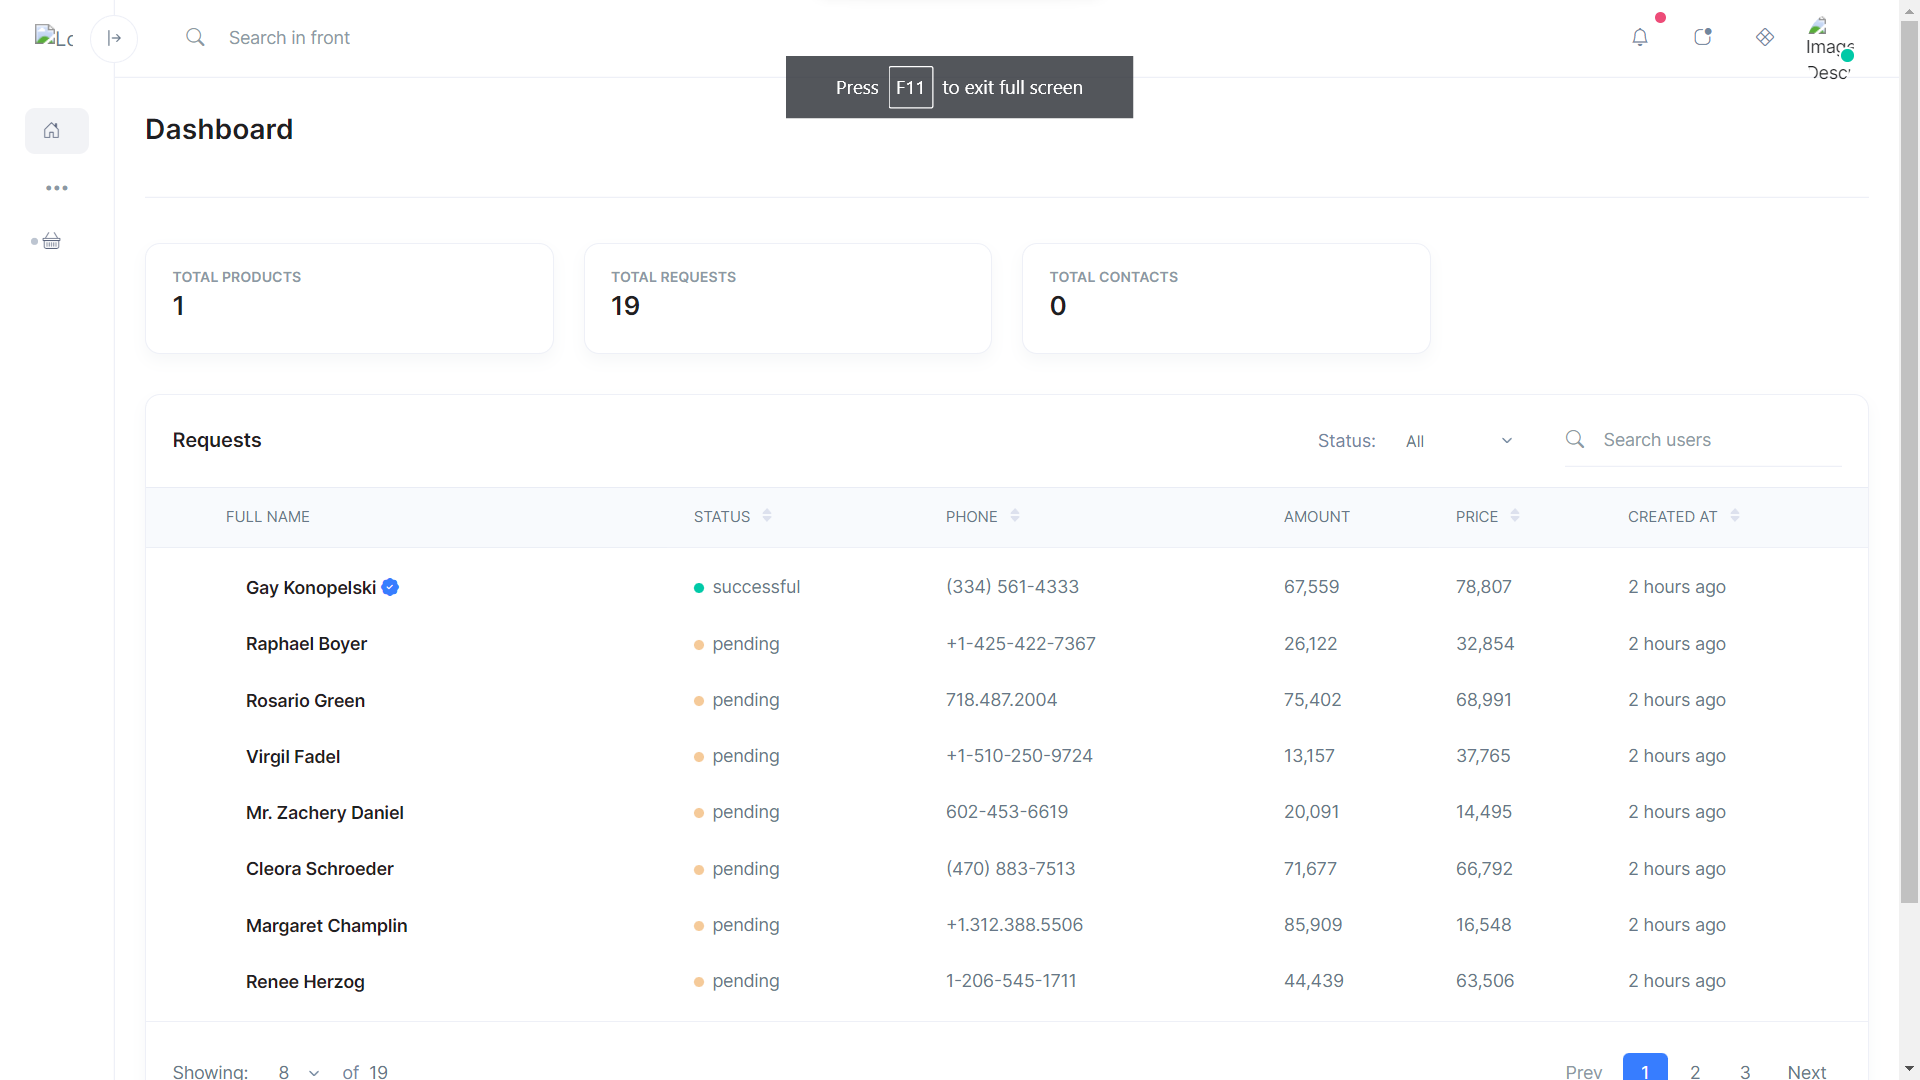 Lo
Search in front
Image
Desc
Press F11 to exit full screen
Dashboard
TOTAL PRODUCTS
1
TOTAL REQUESTS
19
TOTAL CONTACTS
0
Requests
Status: All
Search users
FULL NAME STATUS PHONE AMOUNT PRICE CREATED AT
Gay Konopelski successful (334) 561-4333 67,559 78,807 2 hours ago
Raphael Boyer pending +1-425-422-7367 26,122 32,854 2 hours ago
Rosario Green pending 718.487.2004 75,402 68,991 2 hours ago
Virgil Fadel pending +1-510-250-9724 13,157 37,765 2 hours ago
Mr. Zachery Daniel pending 602-453-6619 20,091 14,495 2 hours ago
Cleora Schroeder pending (470) 883-7513 71,677 66,792 2 hours ago
Margaret Champlin pending +1.312.388.5506 85,909 16,548 2 hours ago
Renee Herzog pending 1-206-545-1711 44,439 63,506 2 hours ago
Showing: 8 of 19 Prev 1 2 3 Next